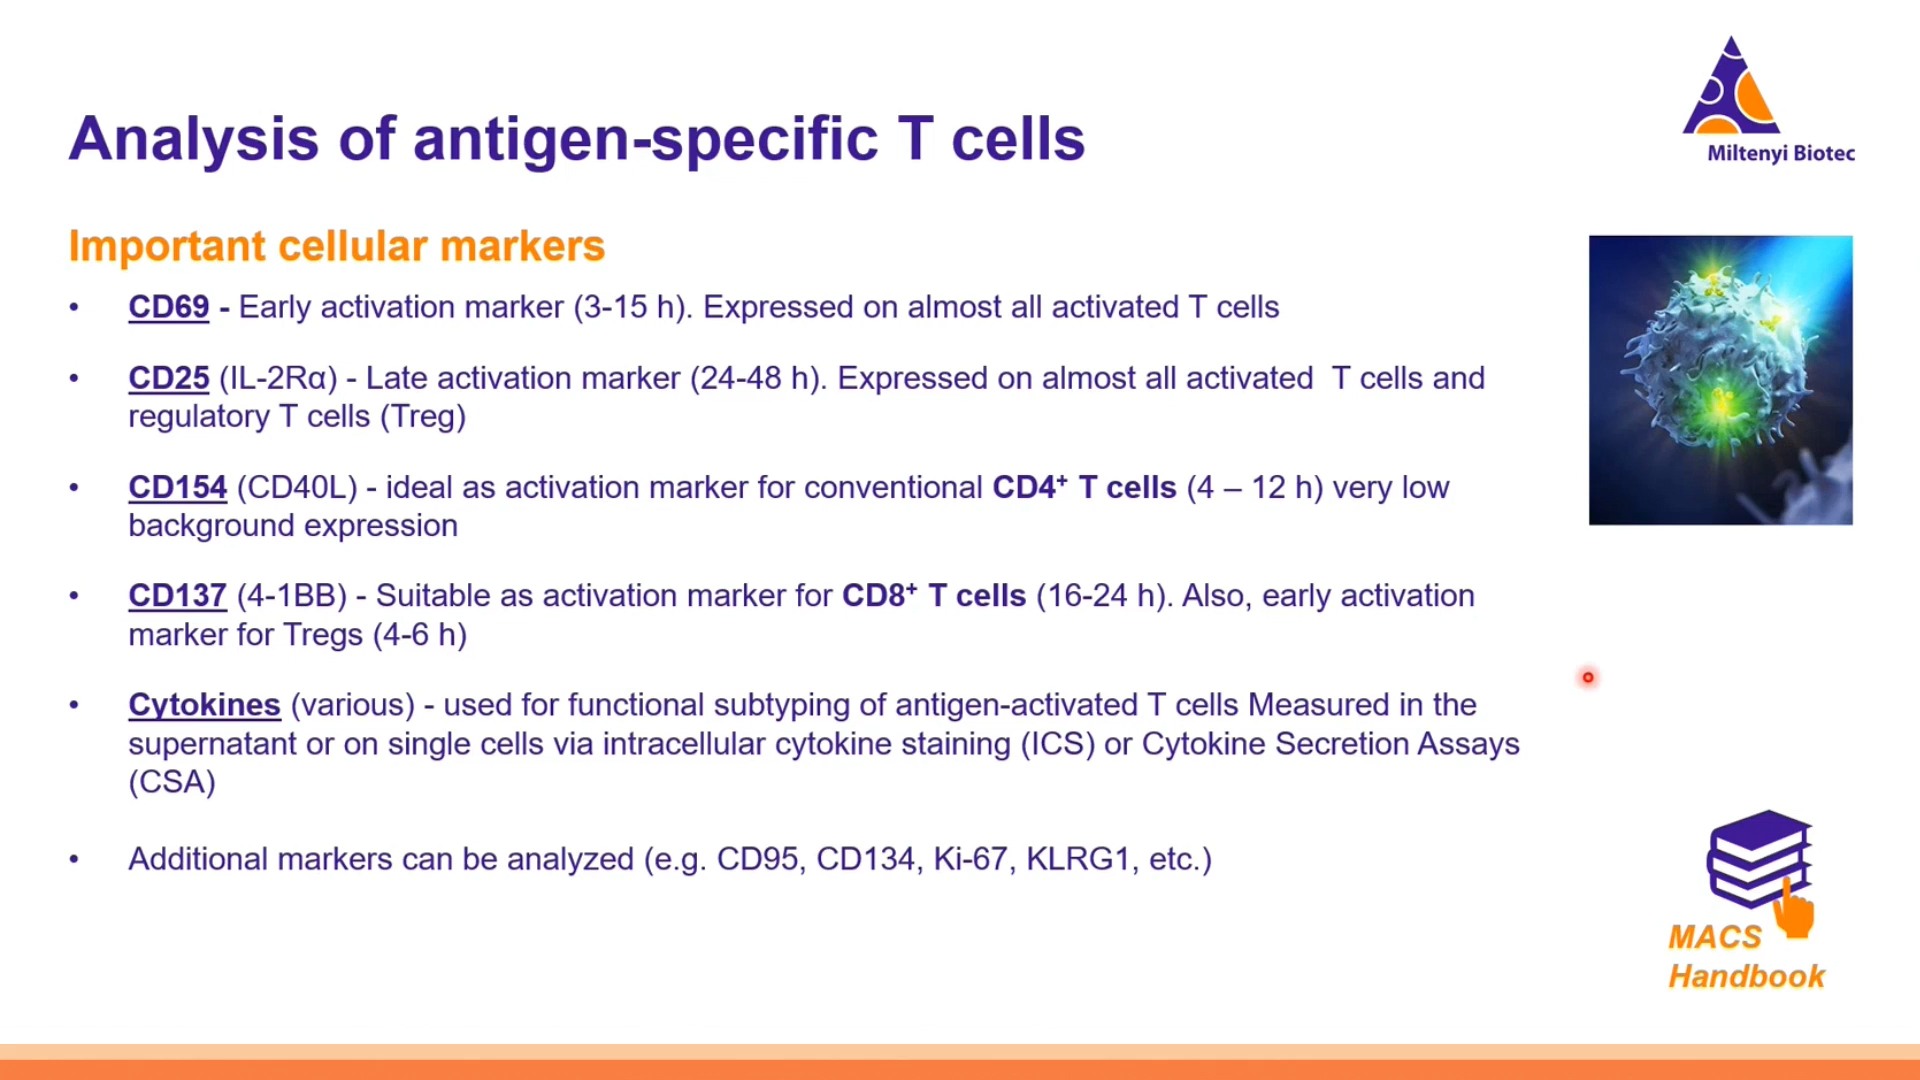 Miltenyi Biotec
Analysis of antigen-specific T cells
Important cellular markers
• CD69 - Early activation marker (3-15 h). Expressed on almost all activated T cells
• CD25 (IL-2Rα) - Late activation marker (24-48 h). Expressed on almost all activated  T cells and
regulatory T cells (Treg)
• CD154 (CD40L) - ideal as activation marker for conventional CD4⁺ T cells (4 – 12 h) very low
background expression
• CD137 (4-1BB) - Suitable as activation marker for CD8⁺ T cells (16-24 h). Also, early activation
marker for Tregs (4-6 h)
• Cytokines (various) - used for functional subtyping of antigen-activated T cells Measured in the
supernatant or on single cells via intracellular cytokine staining (ICS) or Cytokine Secretion Assays
(CSA)
• Additional markers can be analyzed (e.g. CD95, CD134, Ki-67, KLRG1, etc.)
MACS
Handbook